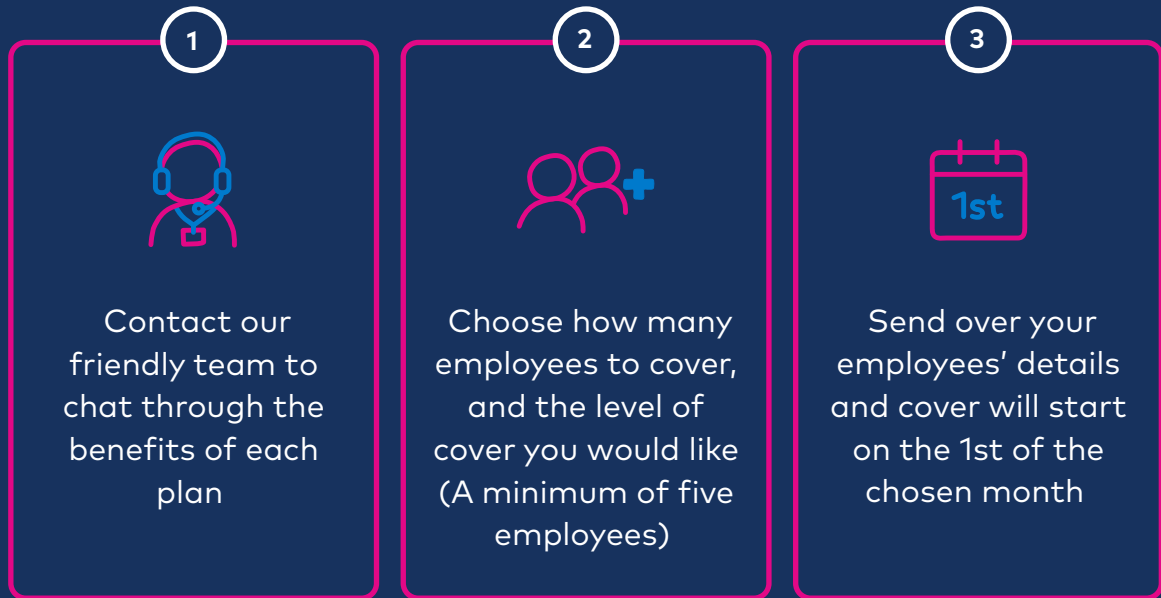 1
Contact our
friendly team to
chat through the
benefits of each
plan
2
Choose how many
employees to cover,
and the level of
cover you would like
(A minimum of five
employees)
3
1st
Send over your
employees’ details
and cover will start
on the 1st of the
chosen month